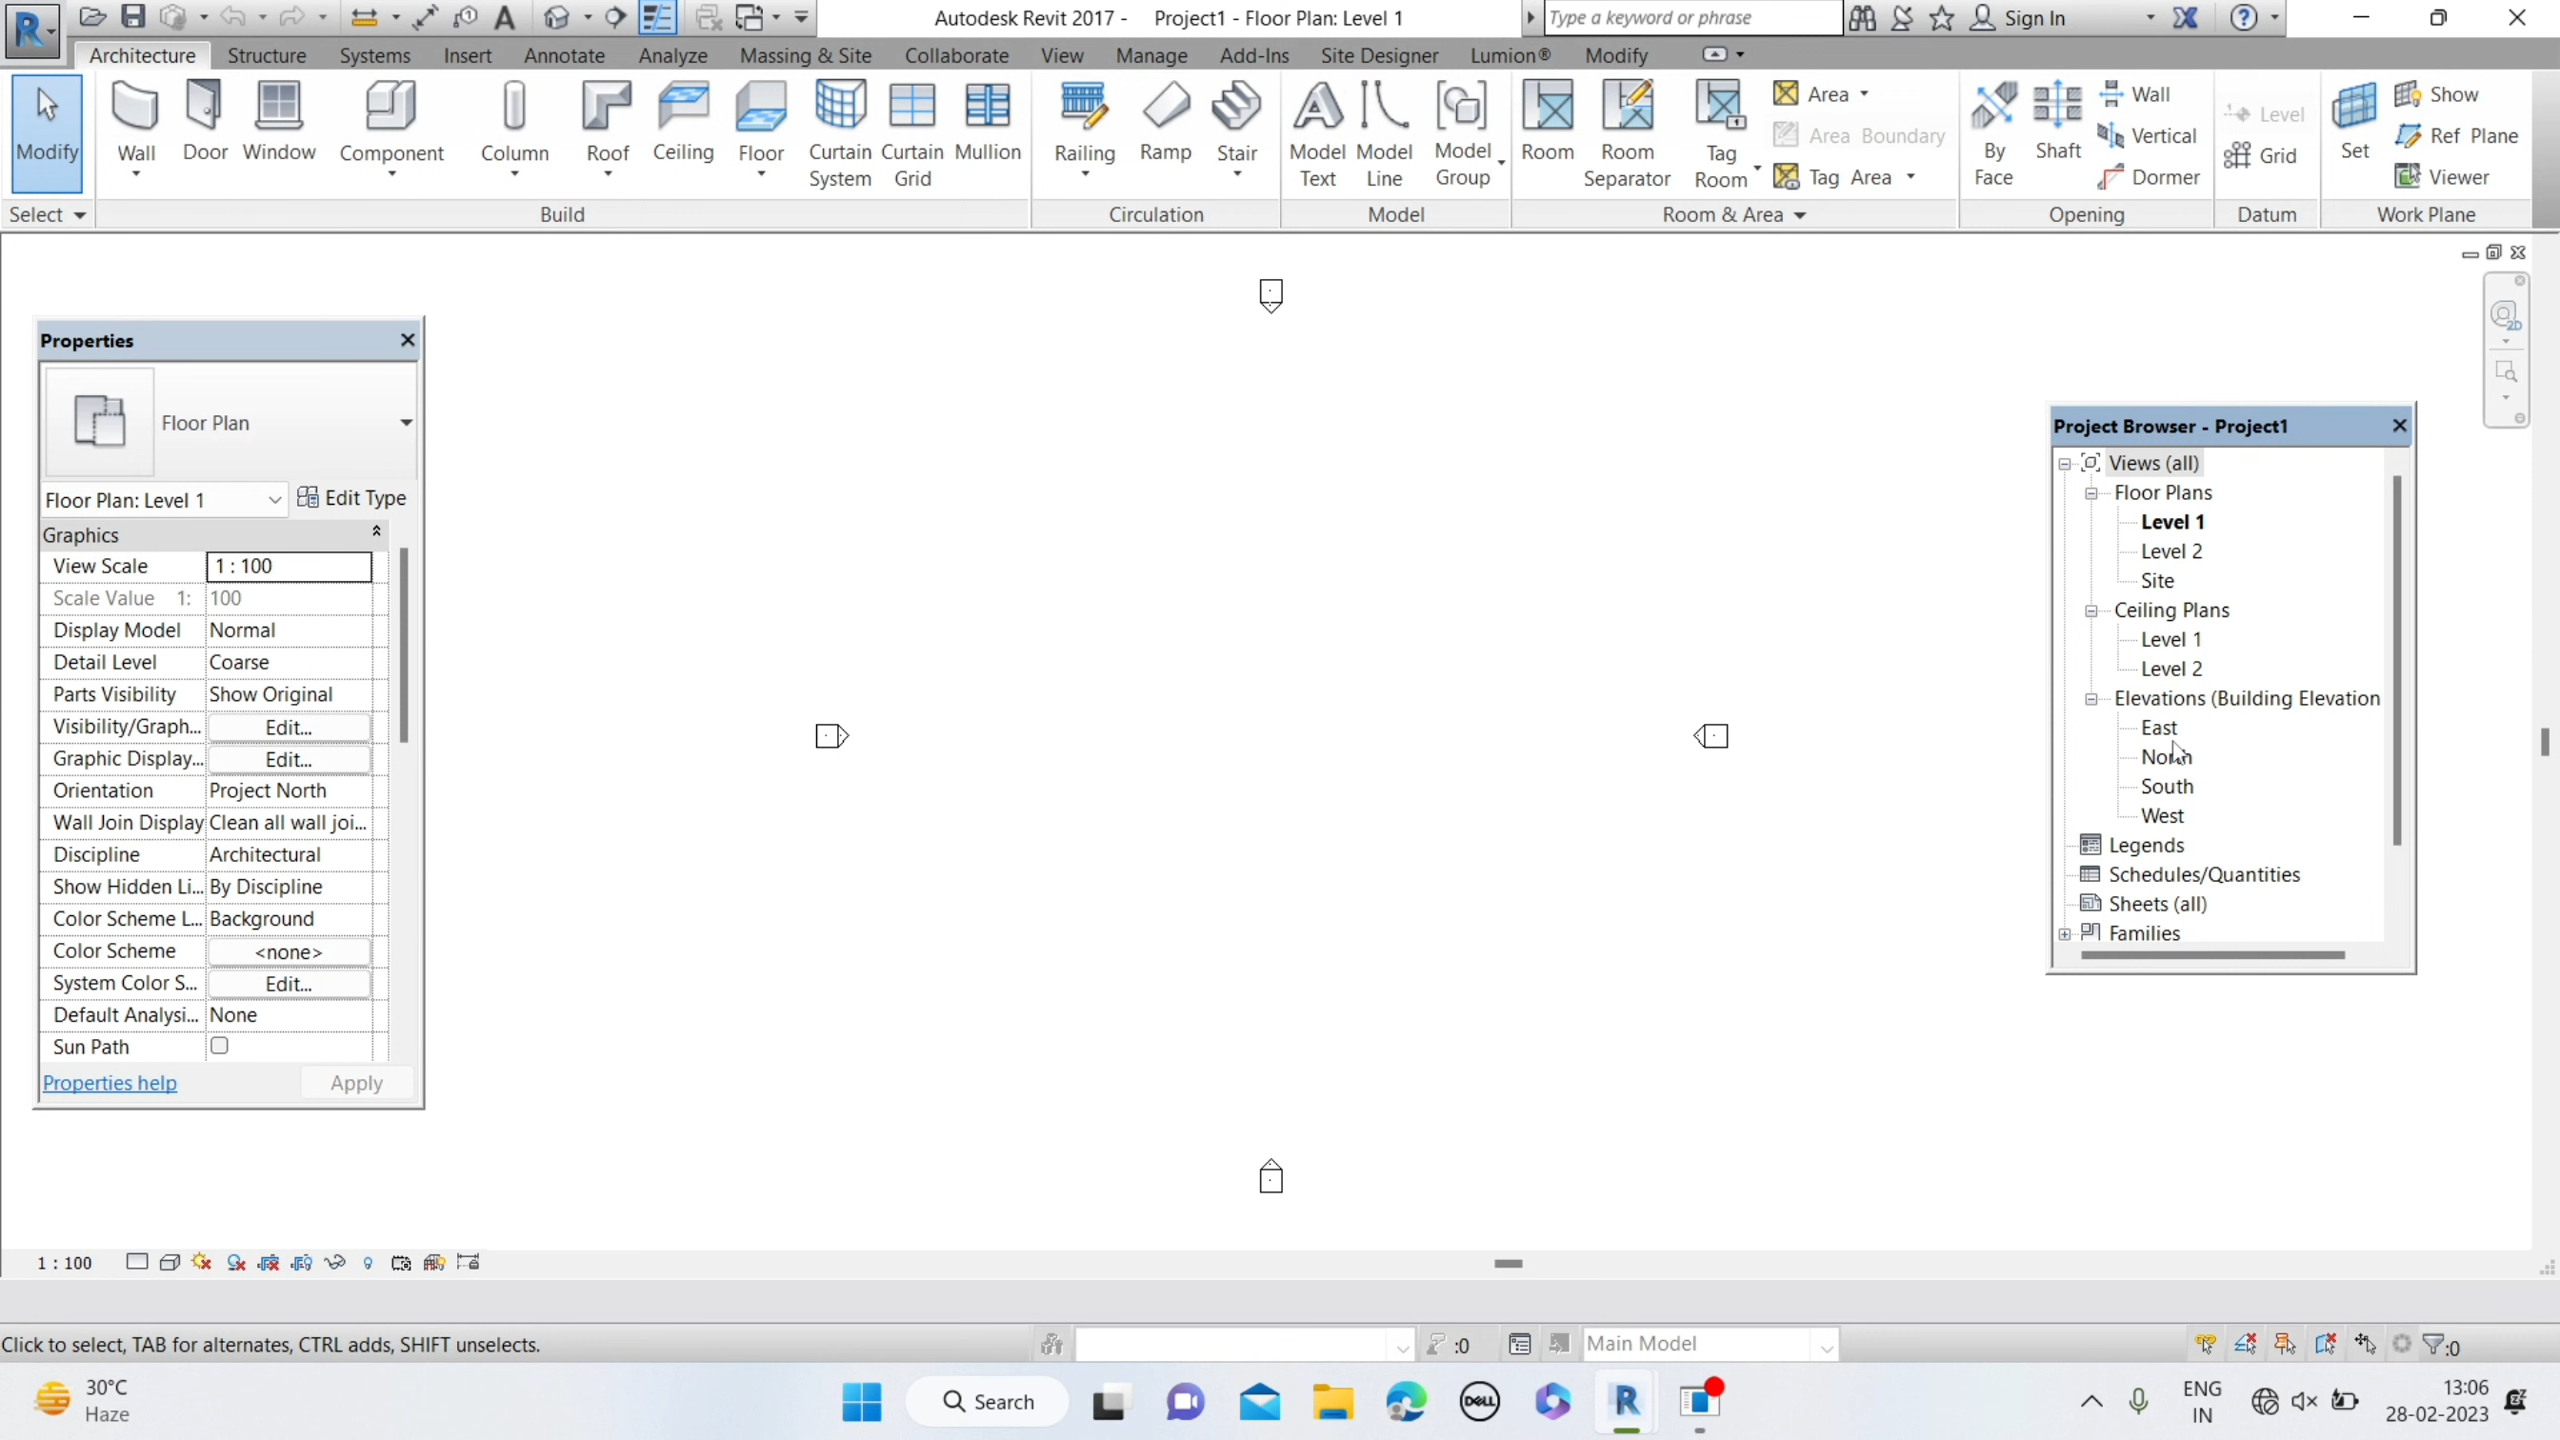 Autodesk Revit 2017 - Project1 - Floor Plan: Level 1
Type a keyword or phrase
Sign In
Architecture Structure Systems Insert Annotate Analyze Massing & Site Collaborate View Manage Add-Ins Site Designer Lumion® Modify
Modify
Wall
Door
Window
Component
Column
Roof
Ceiling
Floor
Curtain System
Curtain Grid
Mullion
Railing
Ramp
Stair
Model Text
Model Line
Model Group
Room
Room Separator
Tag Room
Area
Area Boundary
Tag Area
By Face
Shaft
Wall
Vertical
Dormer
Level
Grid
Set
Show
Ref Plane
Viewer
Select Build Circulation Model Room & Area Opening Datum Work Plane
Properties
Floor Plan
Floor Plan: Level 1 Edit Type
Graphics
View Scale 1 : 100
Scale Value 1: 100
Display Model Normal
Detail Level Coarse
Parts Visibility Show Original
Visibility/Graph... Edit...
Graphic Display... Edit...
Orientation Project North
Wall Join Display Clean all wall joi...
Discipline Architectural
Show Hidden Li... By Discipline
Color Scheme L... Background
Color Scheme <none>
System Color S... Edit...
Default Analysi... None
Sun Path
Properties help Apply
2D
Project Browser - Project1
Views (all)
Floor Plans
Level 1
Level 2
Site
Ceiling Plans
Level 1
Level 2
Elevations (Building Elevation
East
North
South
West
Legends
Schedules/Quantities
Sheets (all)
Families
1 : 100
Click to select, TAB for alternates, CTRL adds, SHIFT unselects.
:0
Main Model
:0
30°C
Haze
Search
DELL
ENG
IN
13:06
28-02-2023